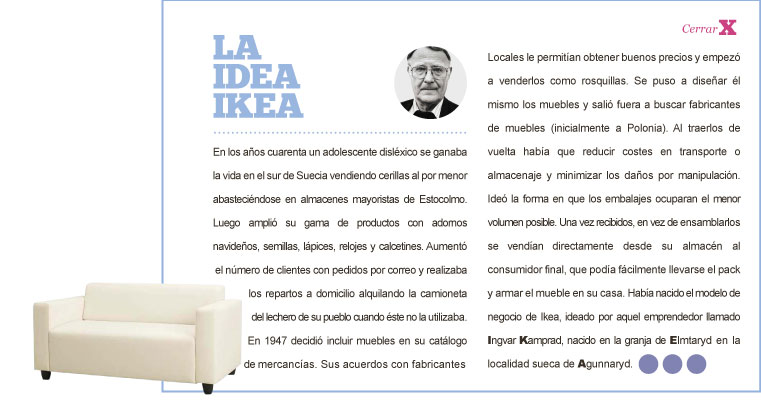 Cerrar X
LA
IDEA
IKEA
En los años cuarenta un adolescente disléxico se ganaba
la vida en el sur de Suecia vendiendo cerillas al por menor
abasteciéndose en almacenes mayoristas de Estocolmo.
Luego amplió su gama de productos con adornos
navideños, semillas, lápices, relojes y calcetines. Aumentó
el número de clientes con pedidos por correo y realizaba
los repartos a domicilio alquilando la camioneta
del lechero de su pueblo cuando éste no la utilizaba.
En 1947 decidió incluir muebles en su catálogo
de mercancías. Sus acuerdos con fabricantes
Locales le permitían obtener buenos precios y empezó
a venderlos como rosquillas. Se puso a diseñar él
mismo los muebles y salió fuera a buscar fabricantes
de muebles (inicialmente a Polonia). Al traerlos de
vuelta había que reducir costes en transporte o
almacenaje y minimizar los daños por manipulación.
Ideó la forma en que los embalajes ocuparan el menor
volumen posible. Una vez recibidos, en vez de ensamblarlos
se vendían directamente desde su almacén al
consumidor final, que podía fácilmente llevarse el pack
y armar el mueble en su casa. Había nacido el modelo de
negocio de Ikea, ideado por aquel emprendedor llamado
Ingvar Kamprad, nacido en la granja de Elmtaryd en la
localidad sueca de Agunnaryd.